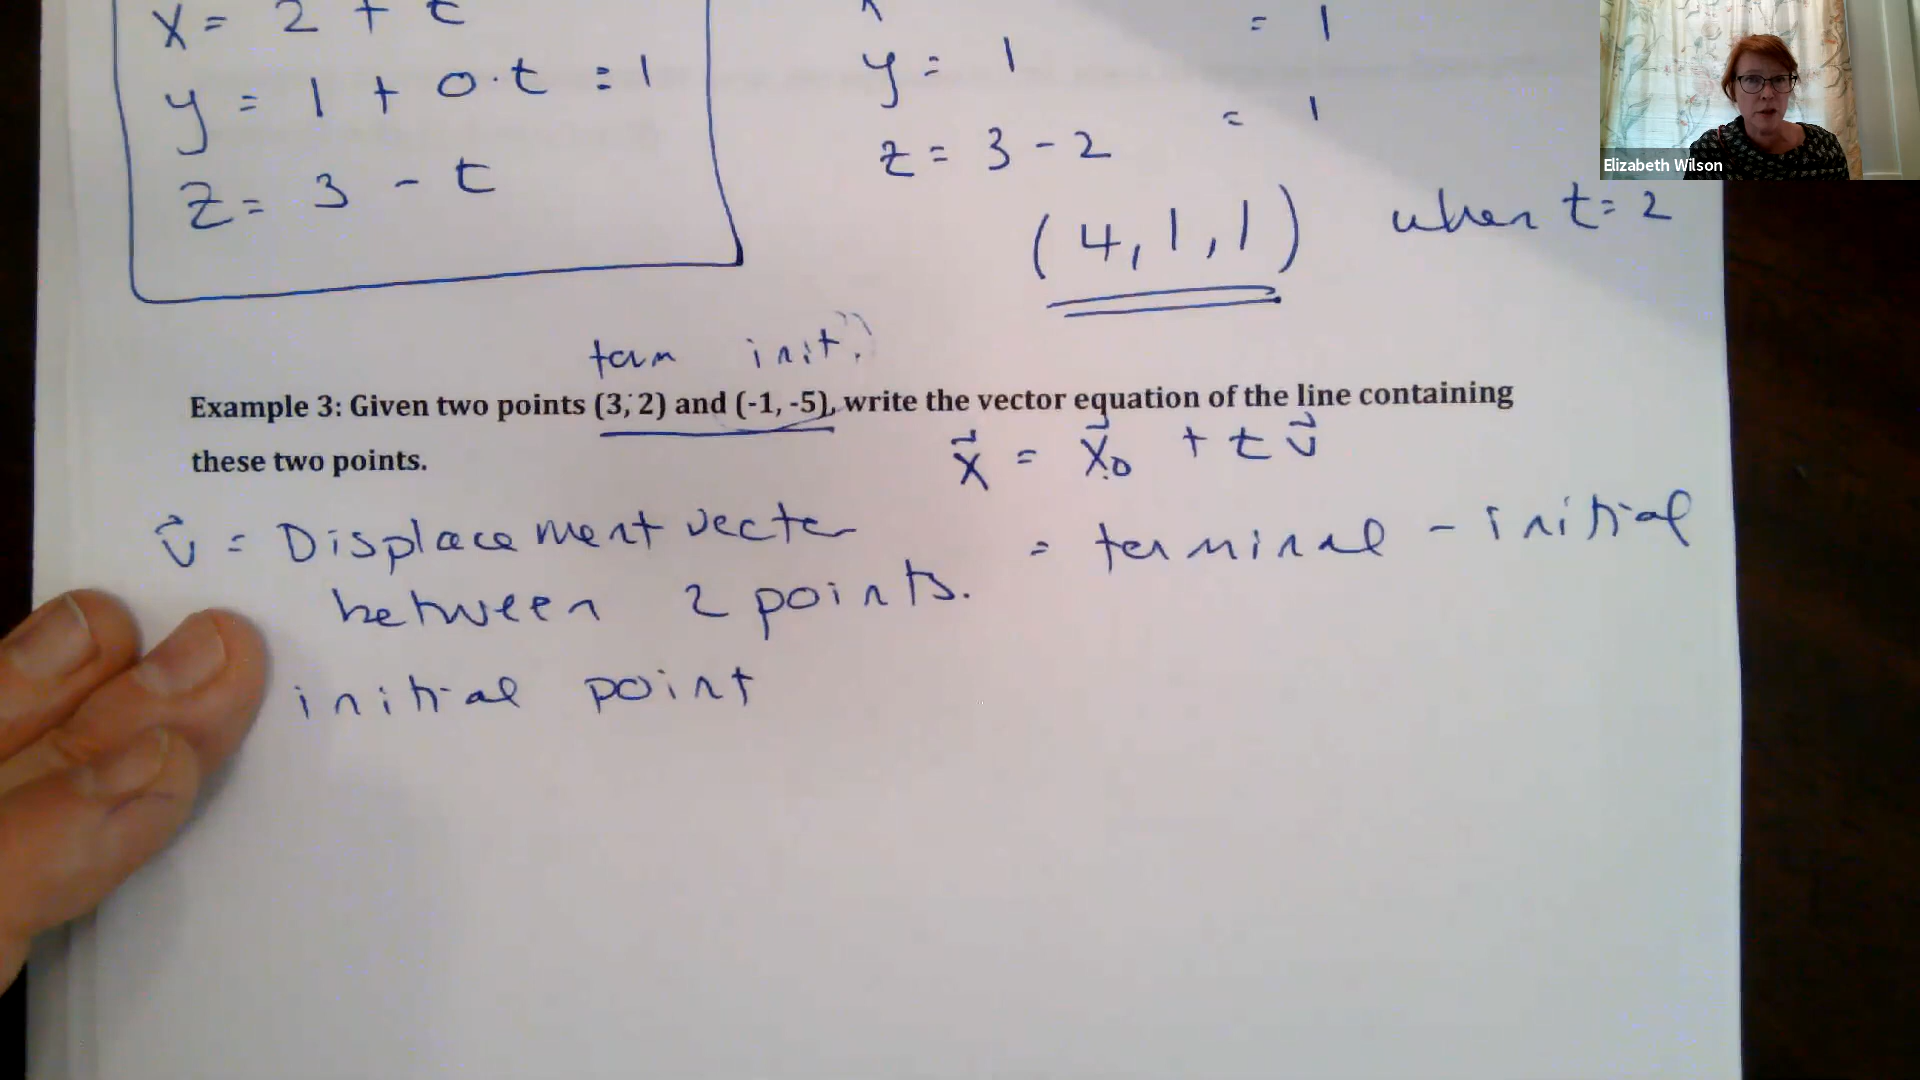 x = 2 + t
y = 1 + 0·t = 1
z = 3 - t
= 1
y = 1
= 1
z = 3 - 2
(4, 1, 1) when t = 2
Elizabeth Wilson
term init.
Example 3: Given two points (3, 2) and (-1, -5), write the vector equation of the line containing
these two points.
x⃗ = x⃗₀ + t v⃗
v⃗ = Displacement vector = terminal - initial
between 2 points.
initial point